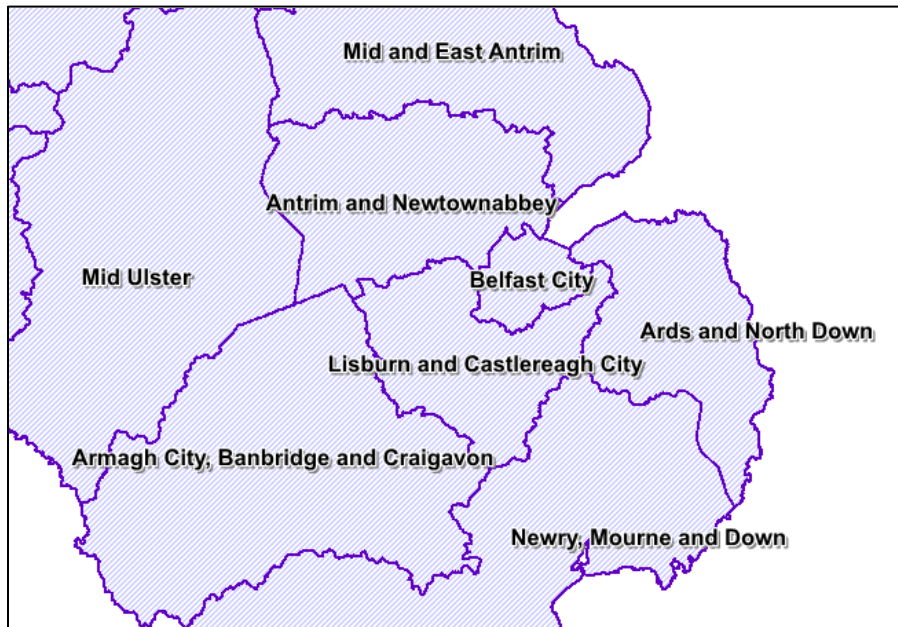 Mid and East Antrim
Antrim and Newtownabbey
Mid Ulster
Belfast City
Ards and North Down
Lisburn and Castlereagh City
Armagh City, Banbridge and Craigavon
Newry, Mourne and Down